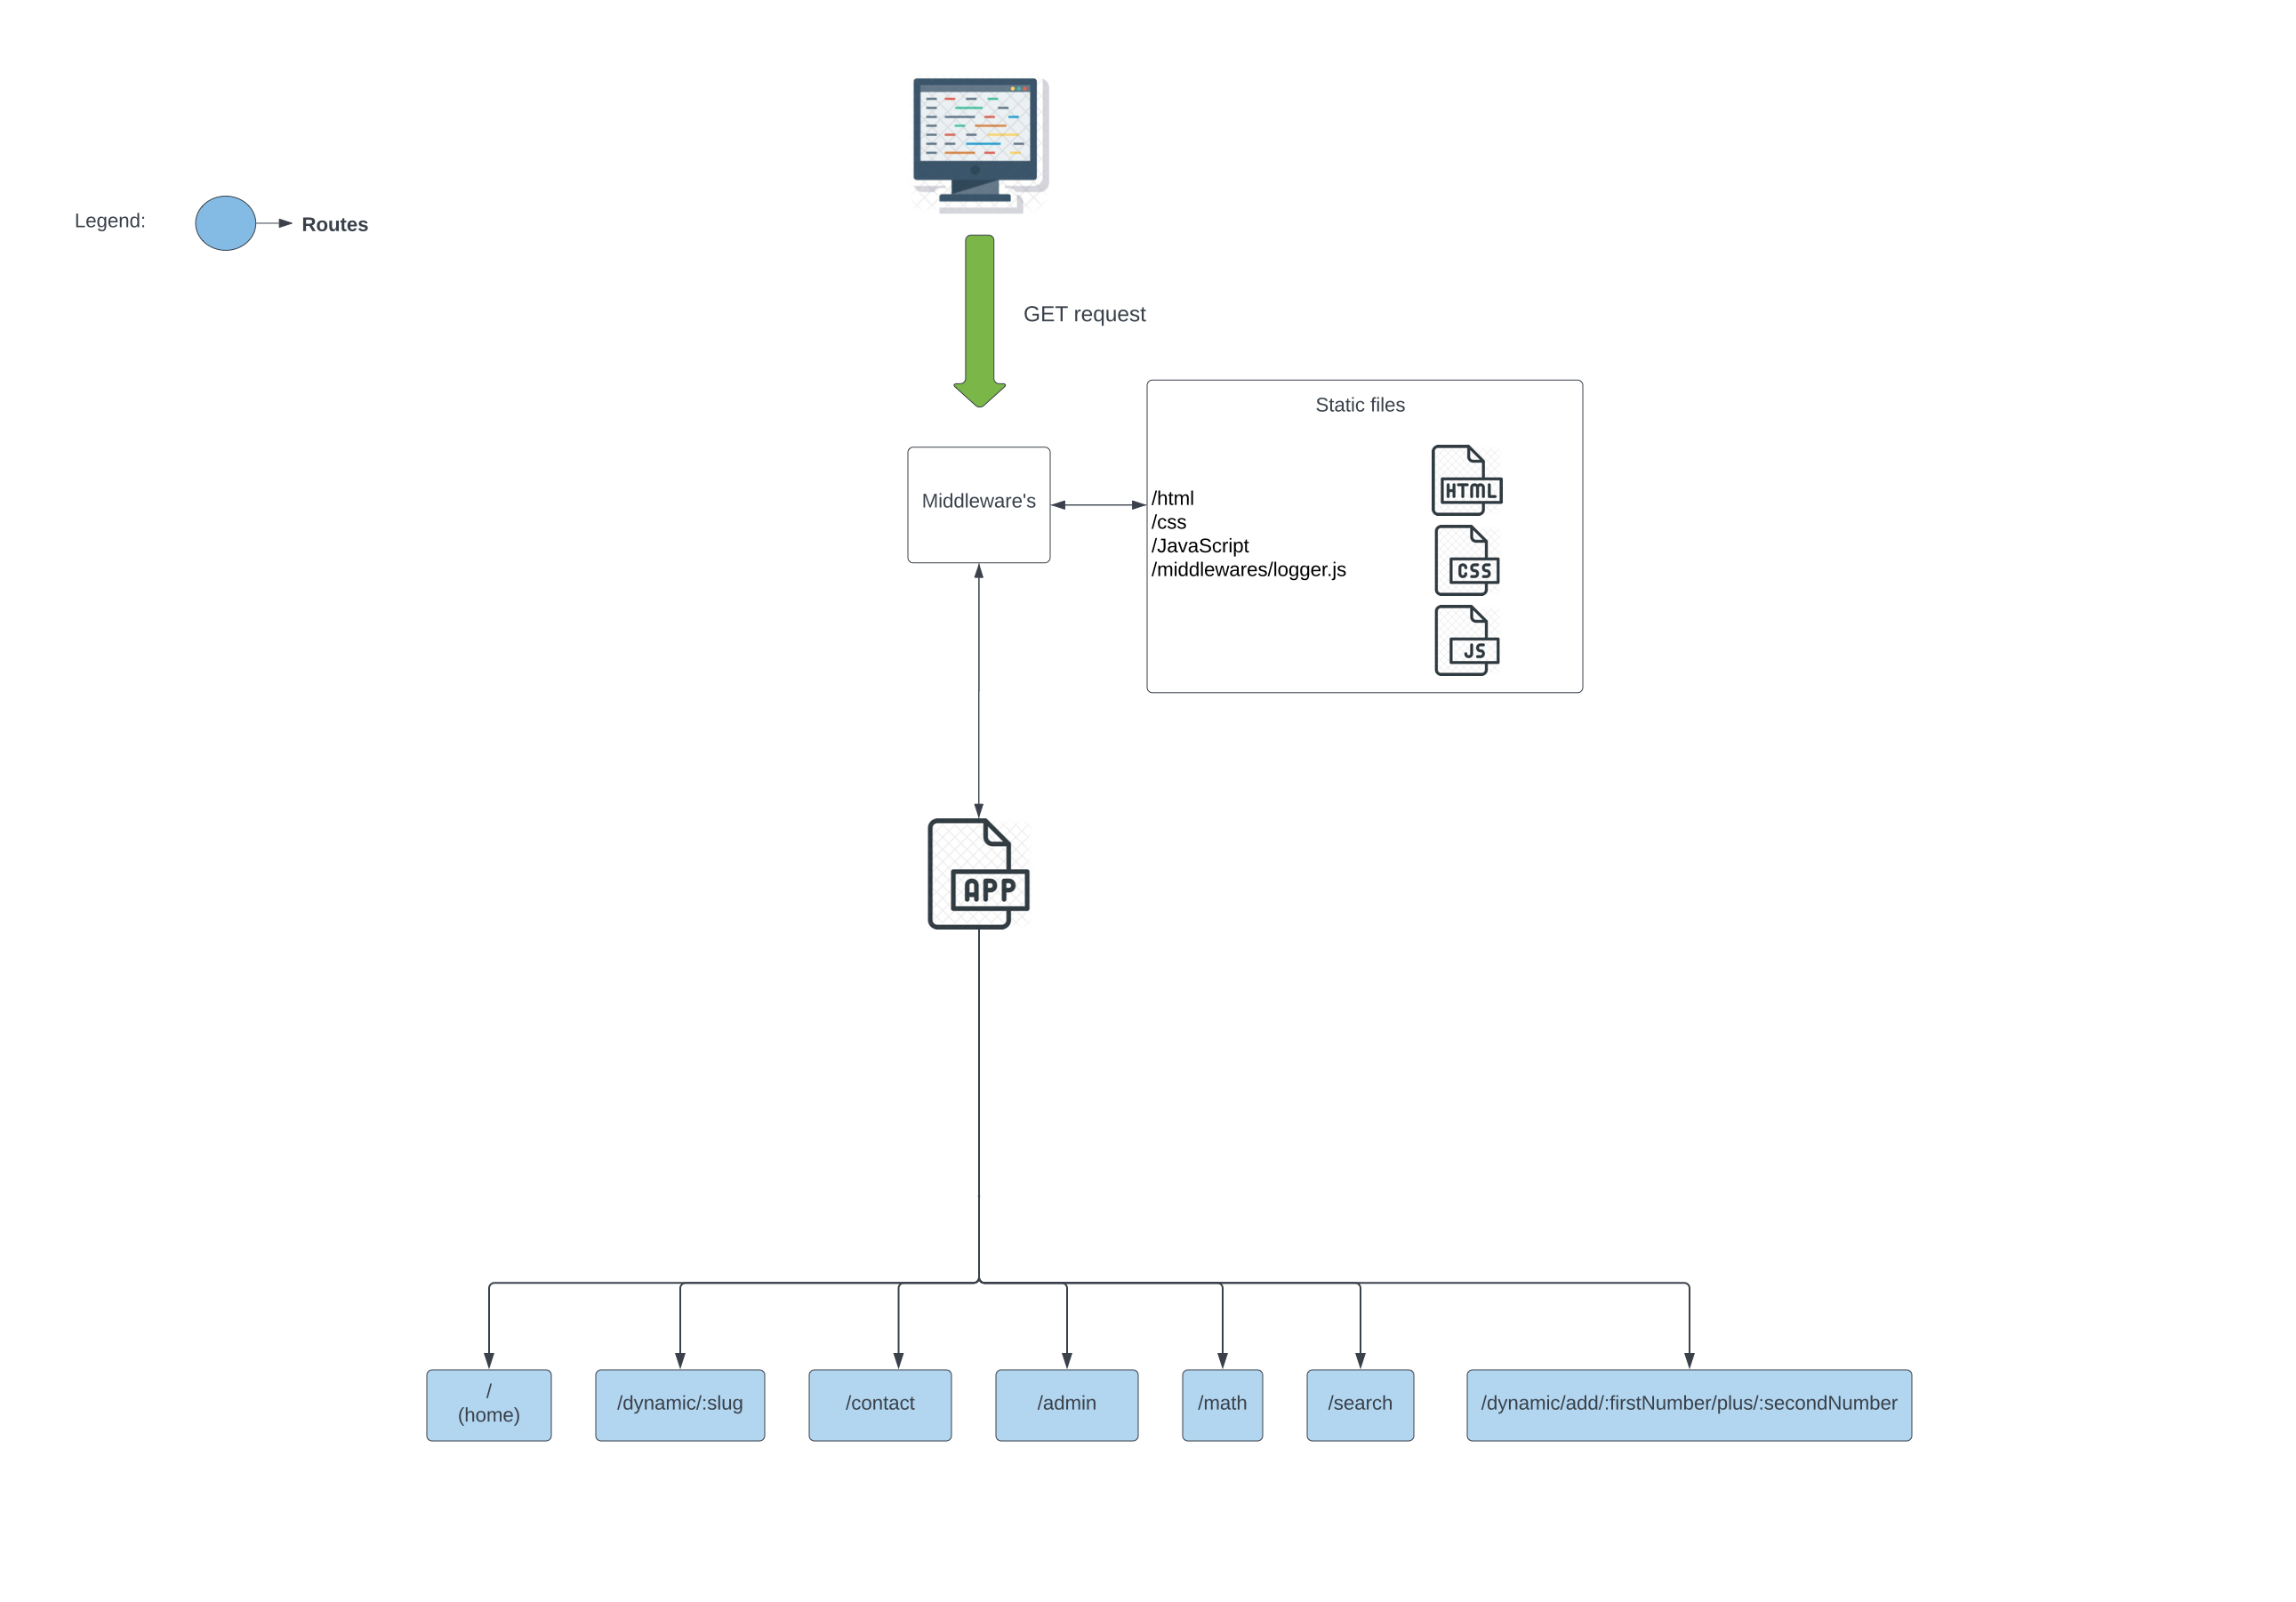 Legend:
Routes
GET request
Static files
Middleware's
/html
/css
/JavaScript
/middlewares/logger.js
HTML
CSS
JS
APP
/
(home)
/dynamic/:slug
/contact
/admin
/math
/search
/dynamic/add/:firstNumber/plus/:secondNumber